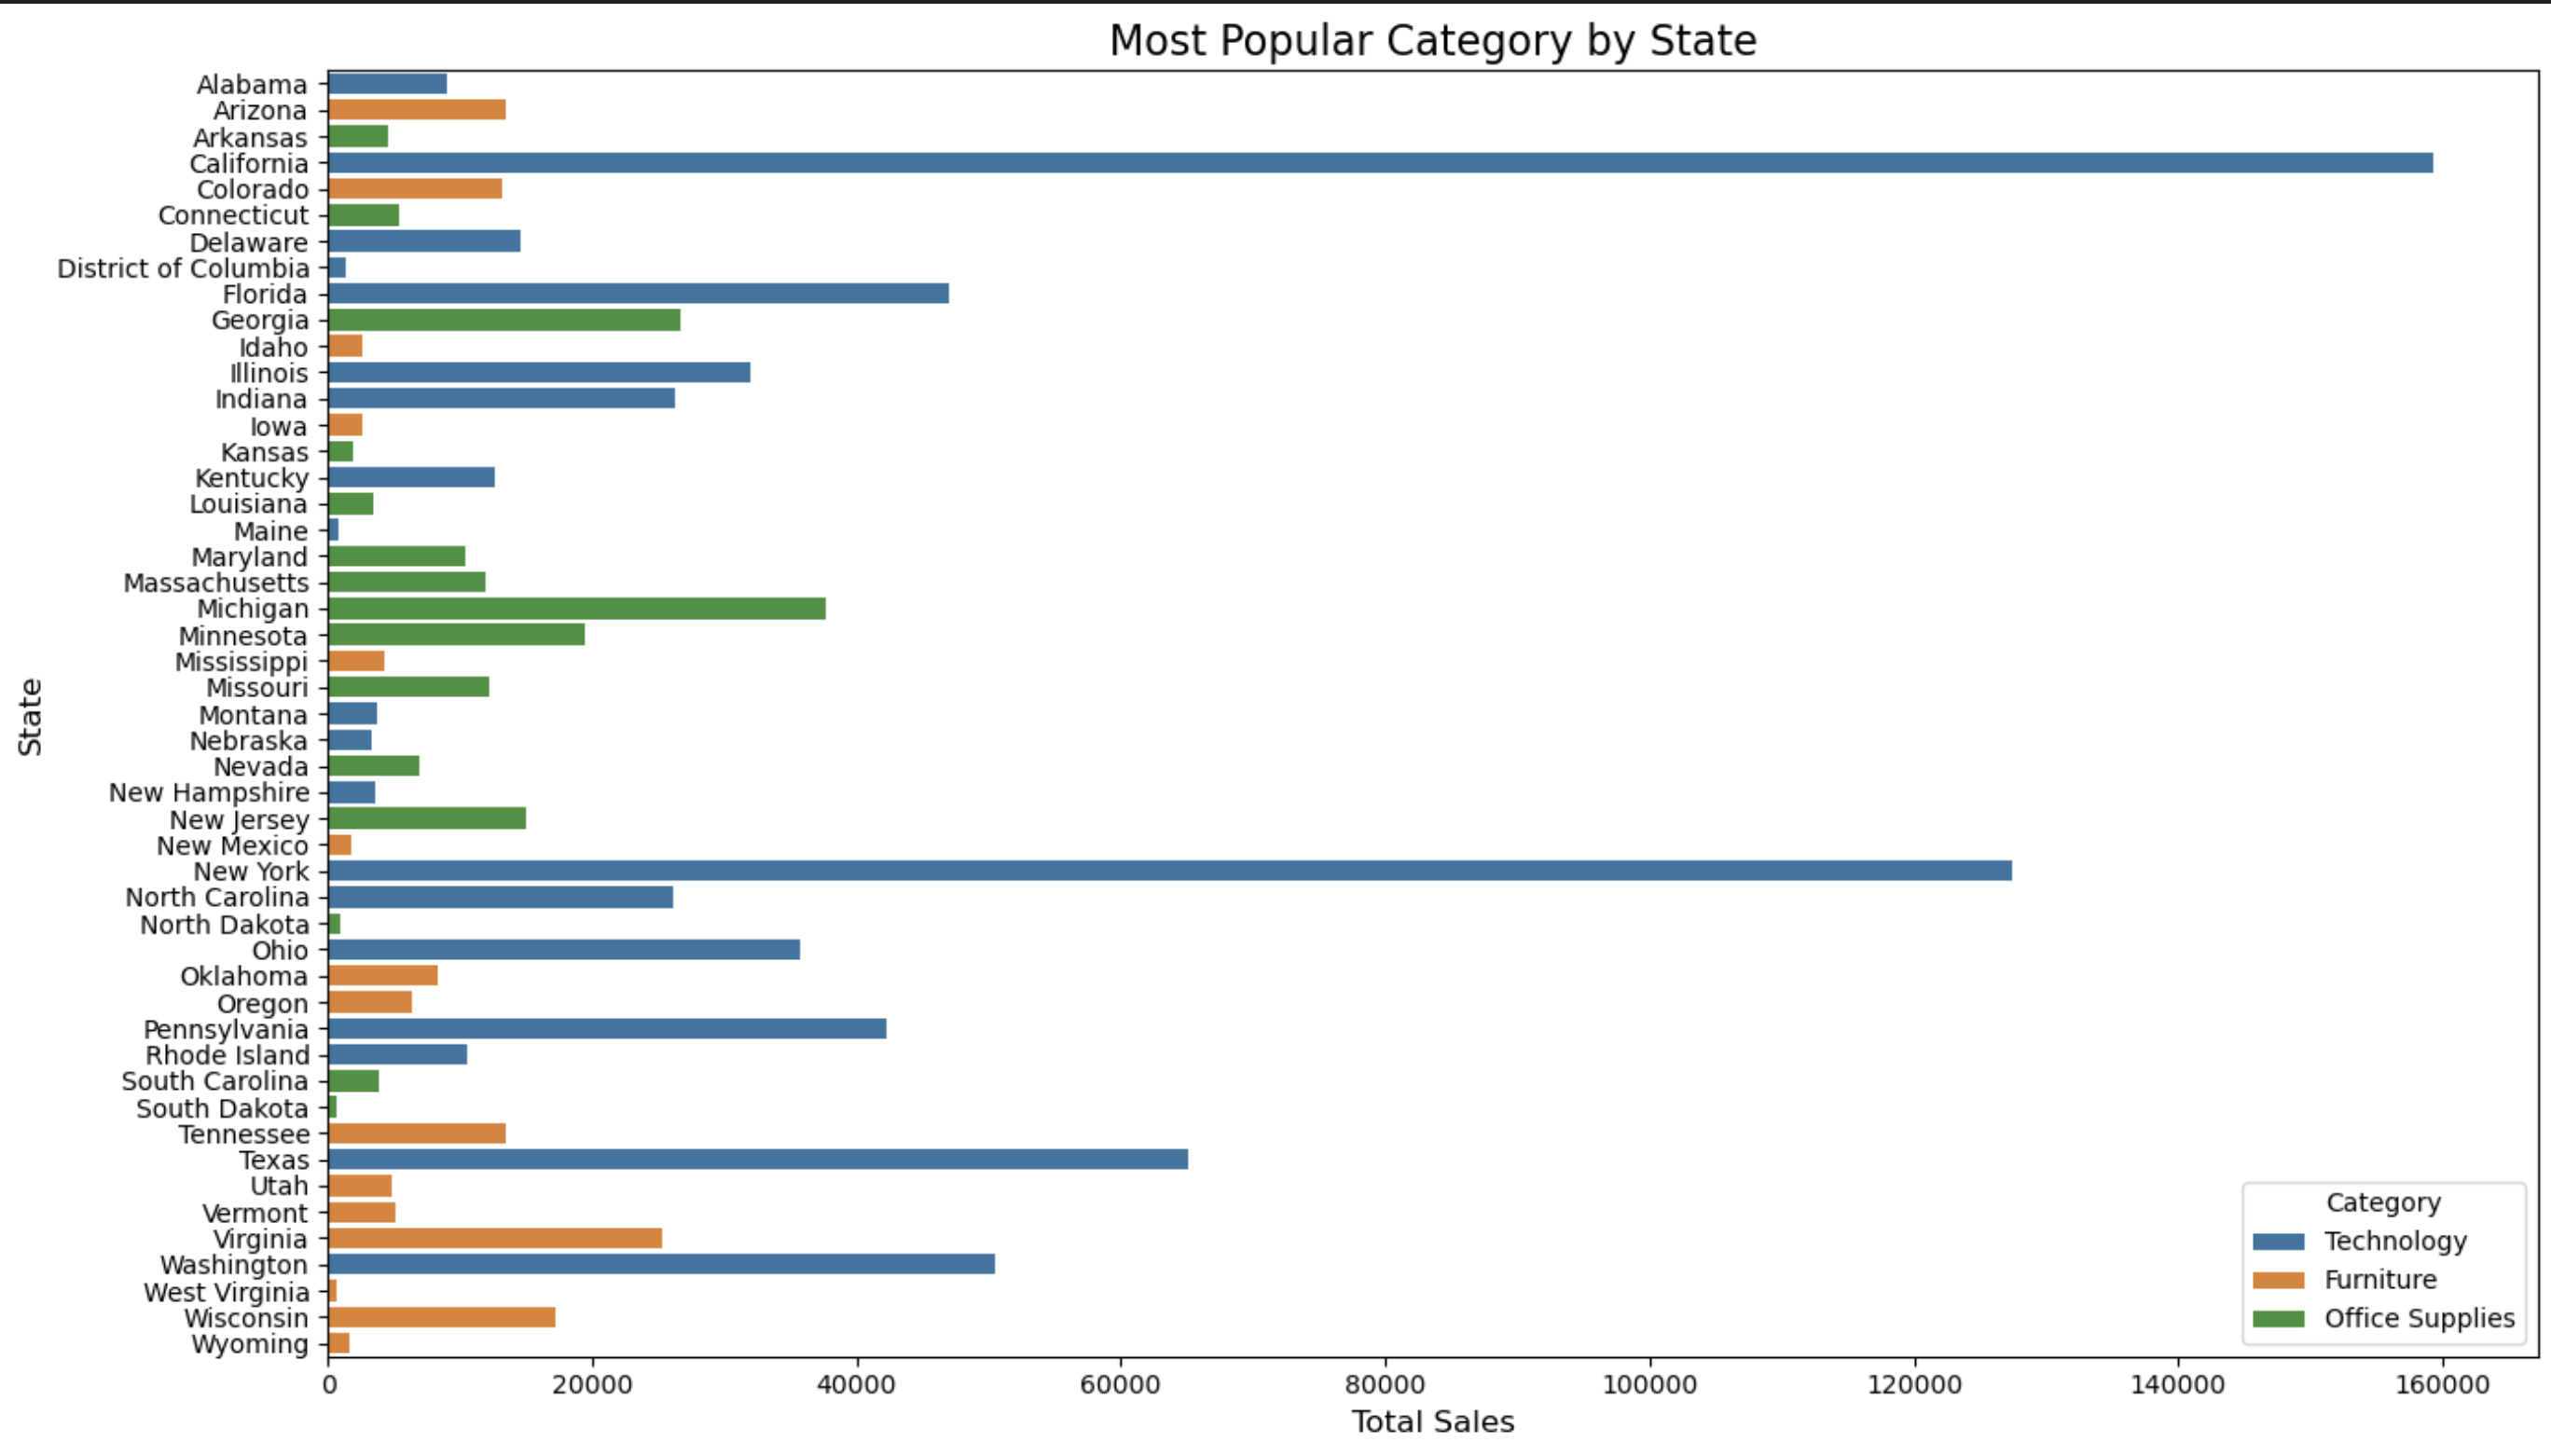 Most Popular Category by State
Alabama
Arizona
Arkansas
California
Colorado
Connecticut
Delaware
District of Columbia
Florida
Georgia
Idaho
Illinois
Indiana
Iowa
Kansas
Kentucky
Louisiana
Maine
Maryland
Massachusetts
Michigan
Minnesota
Mississippi
Missouri
Montana
Nebraska
Nevada
New Hampshire
New Jersey
New Mexico
New York
North Carolina
North Dakota
Ohio
Oklahoma
Oregon
Pennsylvania
Rhode Island
South Carolina
South Dakota
Tennessee
Texas
Utah
Vermont
Virginia
Washington
West Virginia
Wisconsin
Wyoming
State
Category
Technology
Furniture
Office Supplies
0 20000 40000 60000 80000 100000 120000 140000 160000
Total Sales